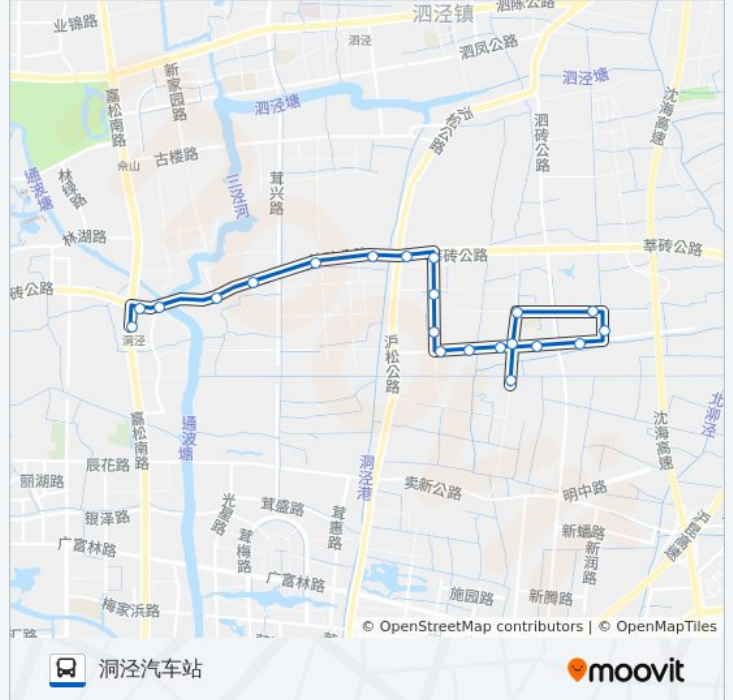 泗陈公路
泗泾镇
业锦路
泗泾
泗凤公路
新家园路
泗泾塘
泗泾塘
嘉松南路
沪松公路
泗砖公路
沈海高速
古楼路
佘山
通波塘
林绿路
三泾河
茸兴路
林湖路
砖公路
莘砖公路
砖公路
洞泾
沪松公路
嘉松南路
通波塘
北泖泾
沈海高速
辰花路
洞泾港
丽湖路
卖新公路
明中路
光星路
茸盛路
茸惠路
银泽路
茸梅路
新蟠路
沪昆高速
广富林路
新润路
广富林路
施园路
新腾路
梅家浜路
汇路
© OpenStreetMap contributors | © OpenMapTiles
洞泾汽车站
moovit